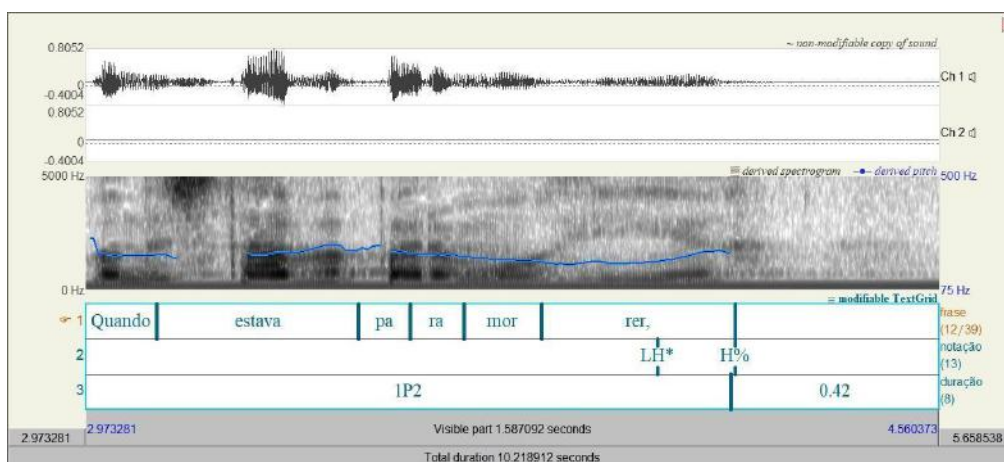 0.8052
~ non-modifiable copy of sound
0
Ch 1
-0.4004
0.8052
0
Ch 2
-0.4004
5000 Hz
derived spectrogram
derived pitch
500 Hz
0 Hz
75 Hz
= modifiable TextGrid
1
Quando
estava
pa
ra
mor
rer,
frase
(12/39)
2
LH*
H%
notação
(13)
3
1P2
0.42
duração
(8)
2.973281
2.973281
Visible part 1.587092 seconds
4.560373
5.658538
Total duration 10.218912 seconds